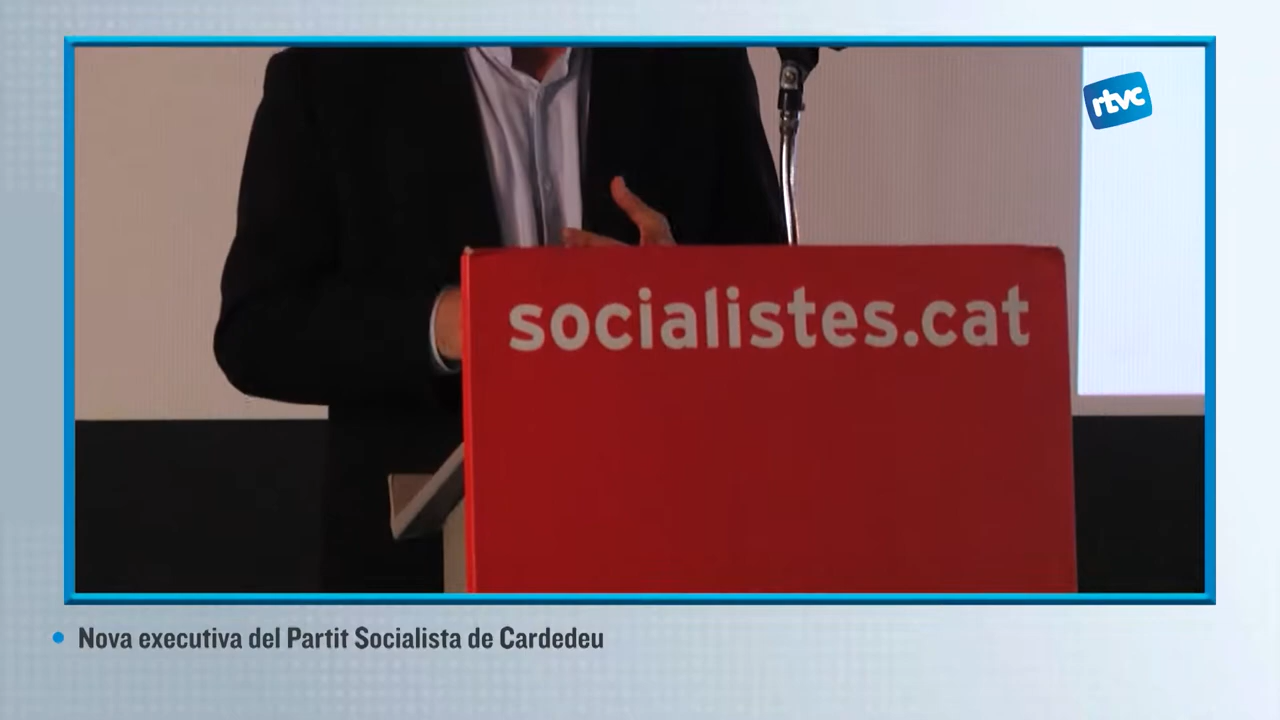 rtvc
socialistes.cat
Nova executiva del Partit Socialista de Cardedeu